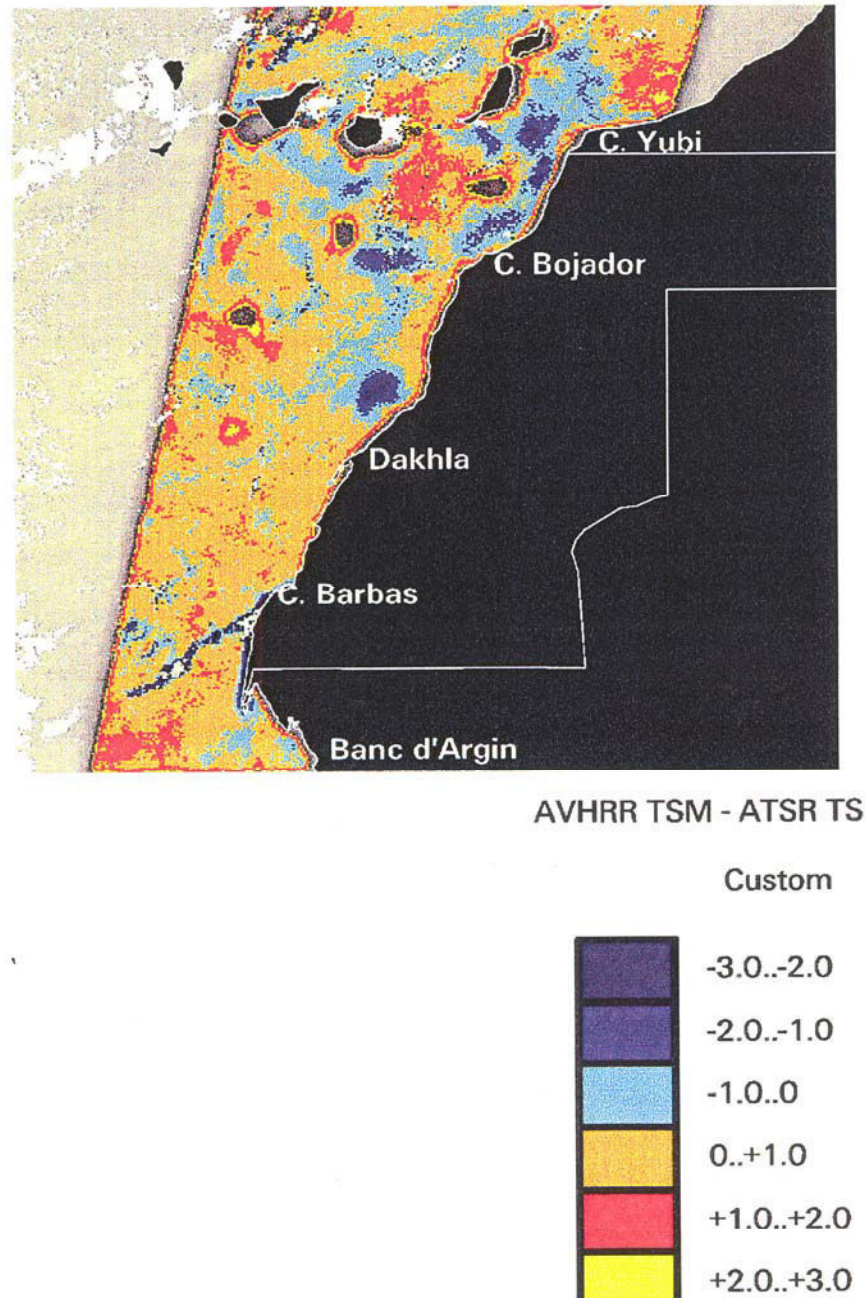 C. Yubi
C. Bojador
Dakhla
C. Barbas
Banc d'Argin
AVHRR TSM - ATSR TS
Custom
-3.0..-2.0
-2.0..-1.0
-1.0..0
0..+1.0
+1.0..+2.0
+2.0..+3.0